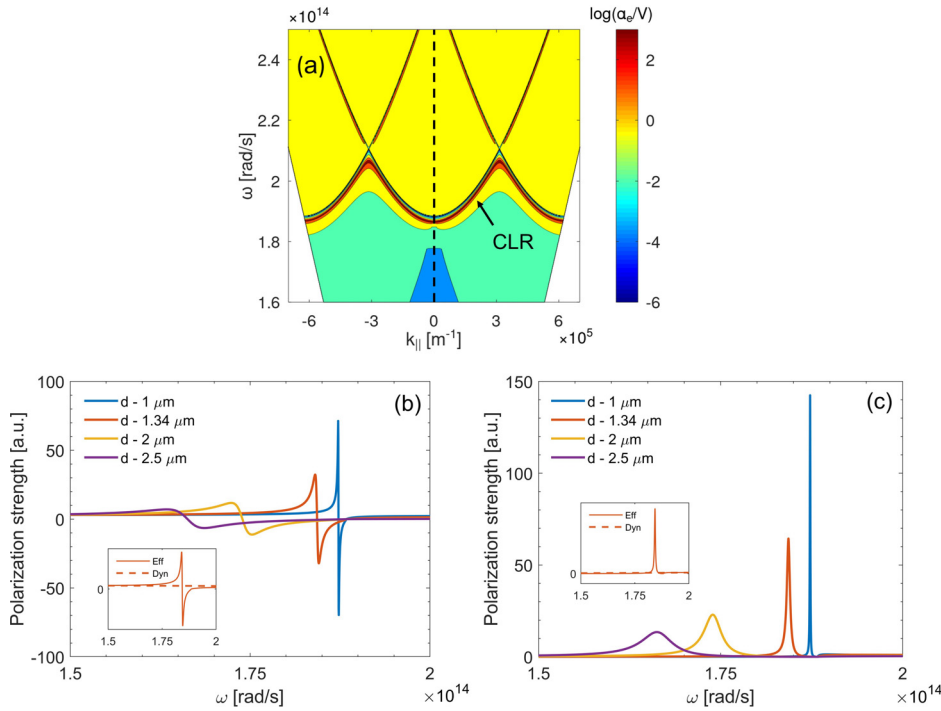 ×10¹⁴
log(αₑ/V)
(a)
2.4
2.2
2
1.8
1.6
ω [rad/s]
CLR
-6
-3
0
3
6
k|| [m⁻¹]
×10⁵
2
0
-2
-4
-6
100
50
0
-50
-100
Polarization strength [a.u.]
d - 1 μm
d - 1.34 μm
d - 2 μm
d - 2.5 μm
(b)
Eff
Dyn
0
1.5
1.75
2
1.5
1.75
2
ω [rad/s]
×10¹⁴
150
100
50
0
Polarization strength [a.u.]
d - 1 μm
d - 1.34 μm
d - 2 μm
d - 2.5 μm
(c)
Eff
Dyn
0
1.5
1.75
2
1.5
1.75
2
ω [rad/s]
×10¹⁴